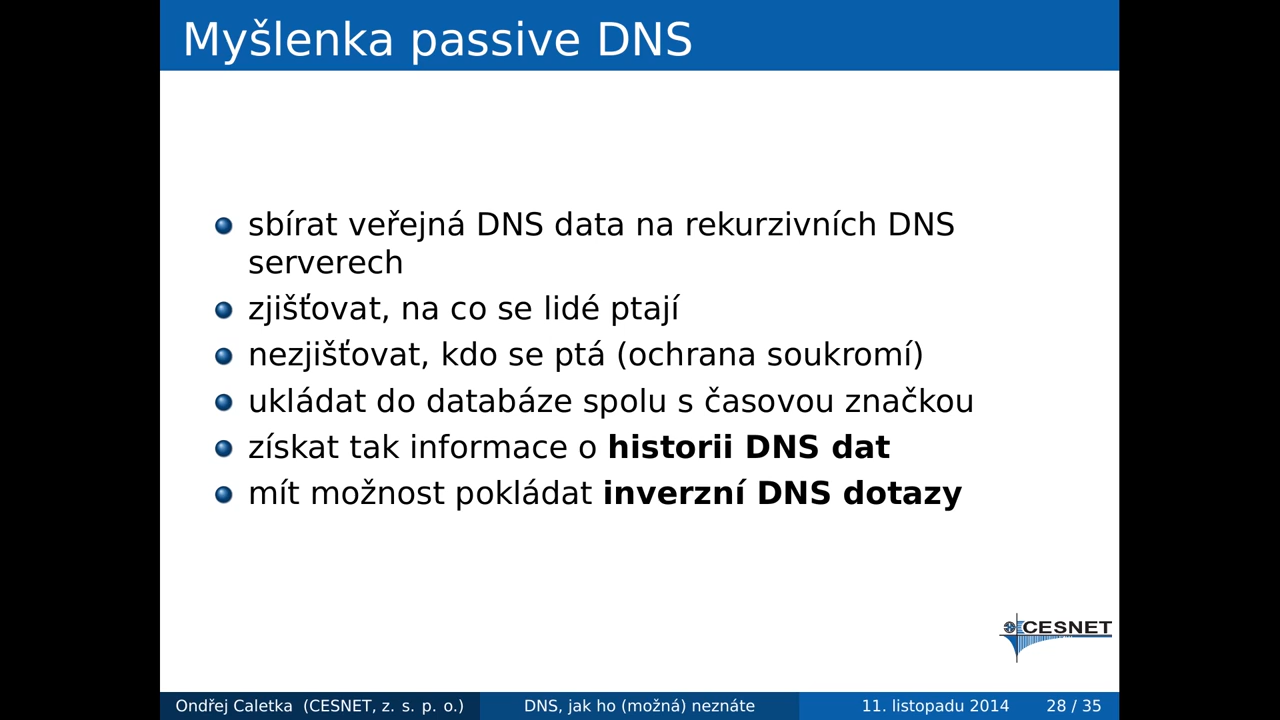 Myšlenka passive DNS
sbírat veřejná DNS data na rekurzivních DNS
serverech
zjišťovat, na co se lidé ptají
nezjišťovat, kdo se ptá (ochrana soukromí)
ukládat do databáze spolu s časovou značkou
získat tak informace o historii DNS dat
mít možnost pokládat inverzní DNS dotazy
CESNET
Ondřej Caletka (CESNET, z. s. p. o.) DNS, jak ho (možná) neznáte 11. listopadu 2014 28 / 35